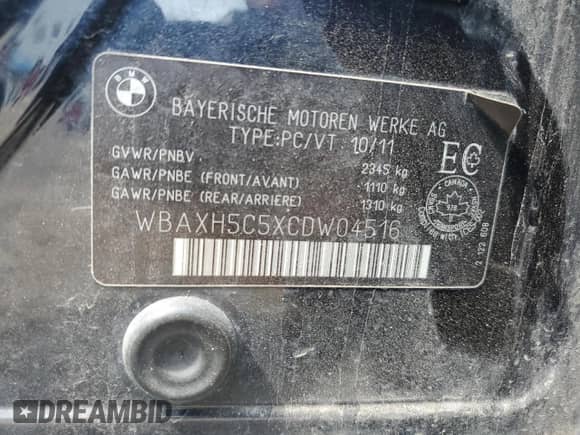 BMW
BAYERISCHE MOTOREN WERKE AG
TYPE:PC/VT 10/11
GVWR/PNBV 2345 kg
GAWR/PNBE (FRONT/AVANT) 1110 kg
GAWR/PNBE (REAR/ARRIÈRE) 1310 kg
EC
CANADA
WBAXH5C5XCDW04516
DREAMBID